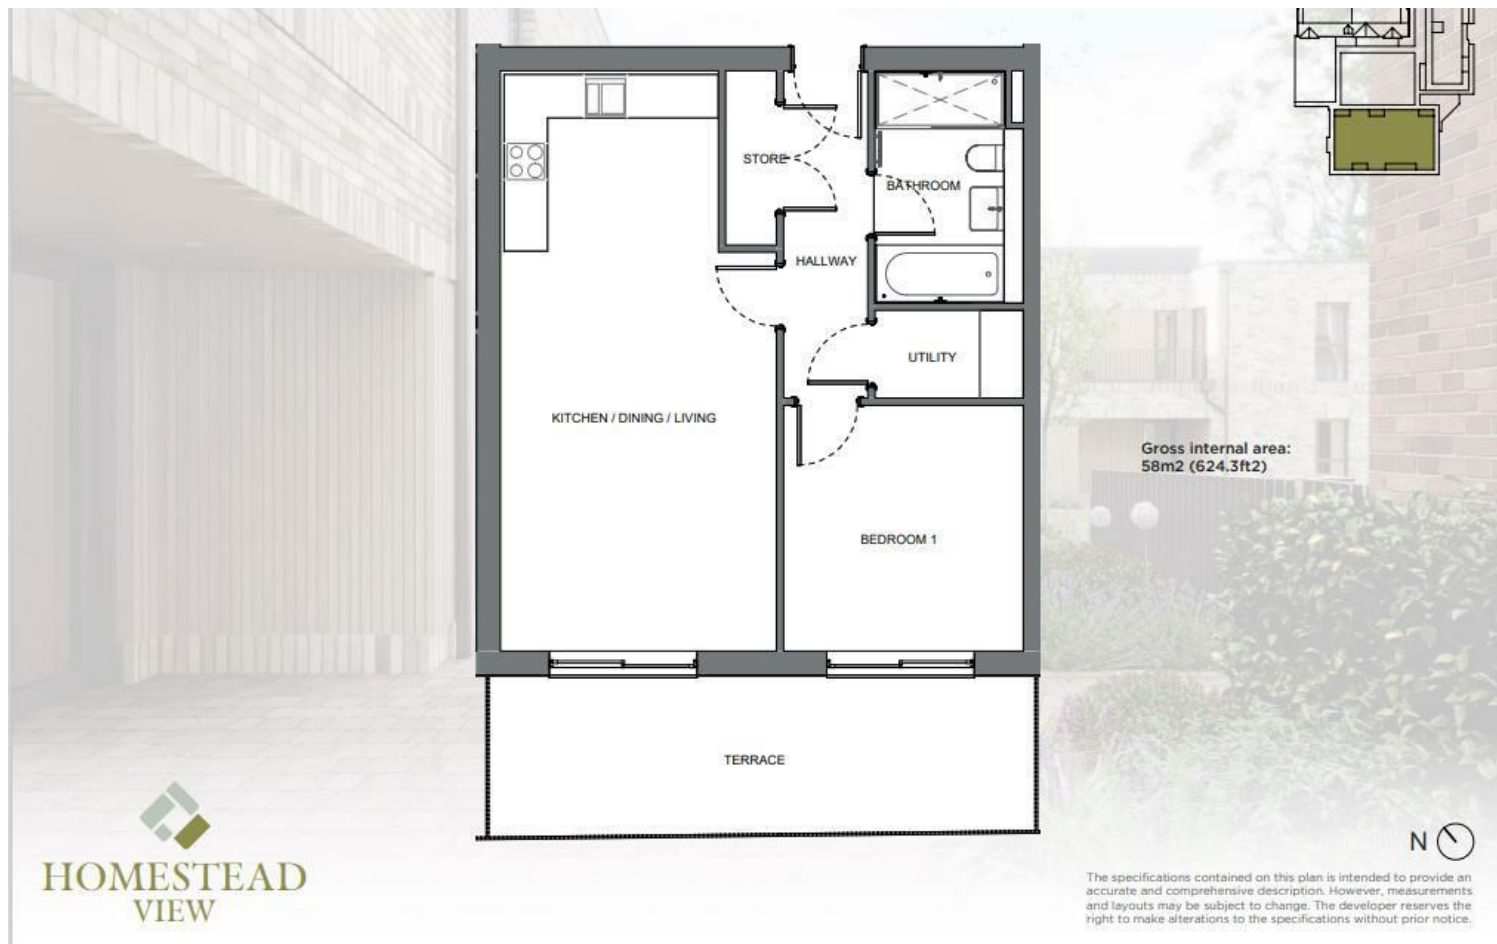 STORE
BATHROOM
HALLWAY
UTILITY
KITCHEN / DINING / LIVING
Gross internal area:
58m2 (624.3ft2)
BEDROOM 1
TERRACE
HOMESTEAD
VIEW
N
The specifications contained on this plan is intended to provide an
accurate and comprehensive description. However, measurements
and layouts may be subject to change. The developer reserves the
right to make alterations to the specifications without prior notice.